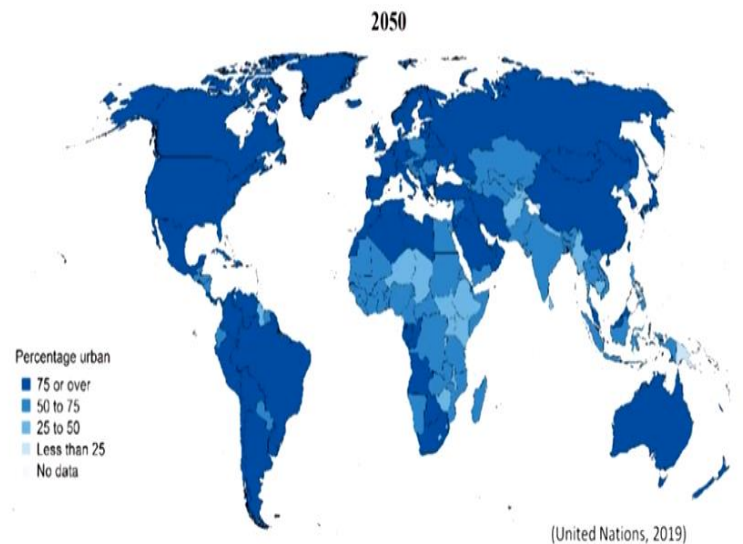 2050
Percentage urban
75 or over
50 to 75
25 to 50
Less than 25
No data
(United Nations, 2019)